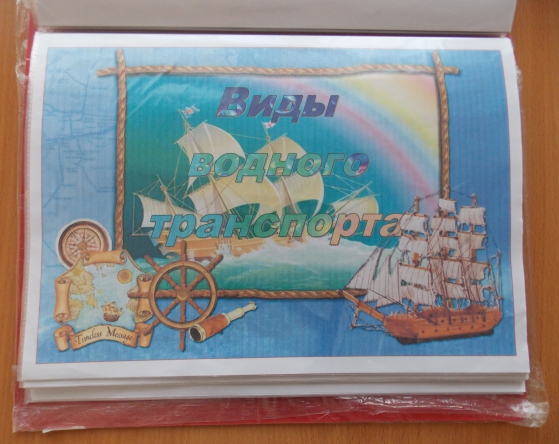 Виды
водного
транспорта